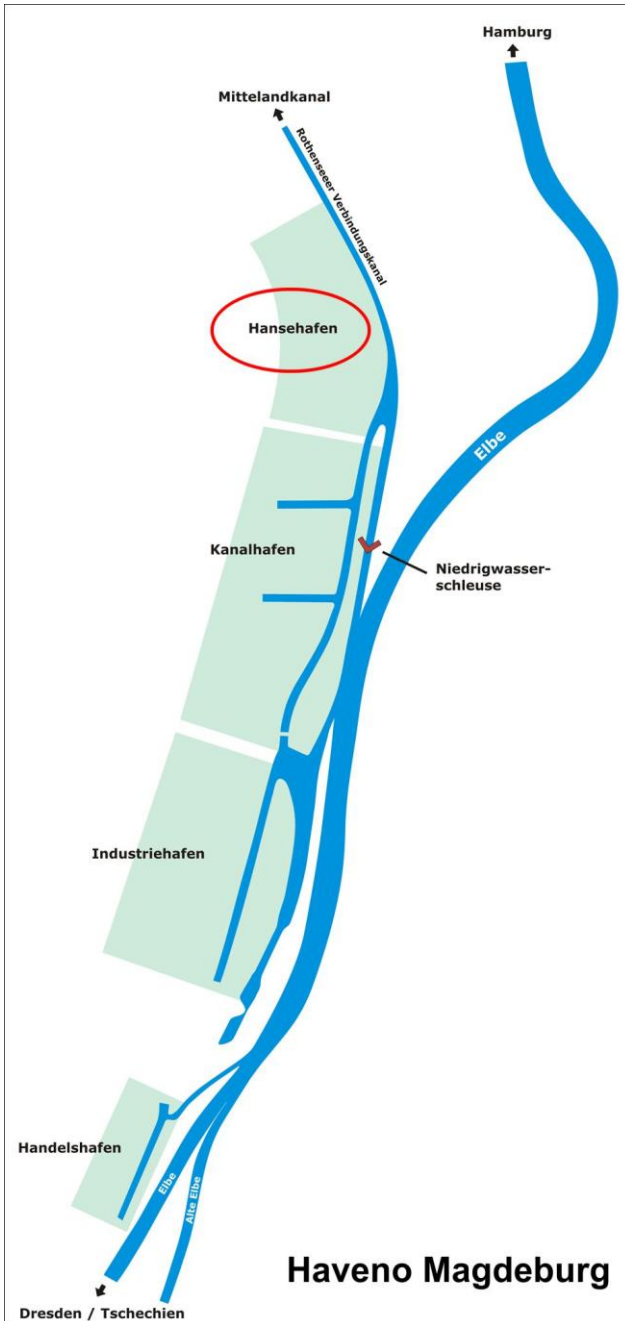 Hamburg
Mittelandkanal
Rothenseeer Verbindungskanal
Hansehafen
Elbe
Kanalhafen
Niedrigwasser-
schleuse
Industriehafen
Handelshafen
Elbe
Alte Elbe
Haveno Magdeburg
Dresden / Tschechien